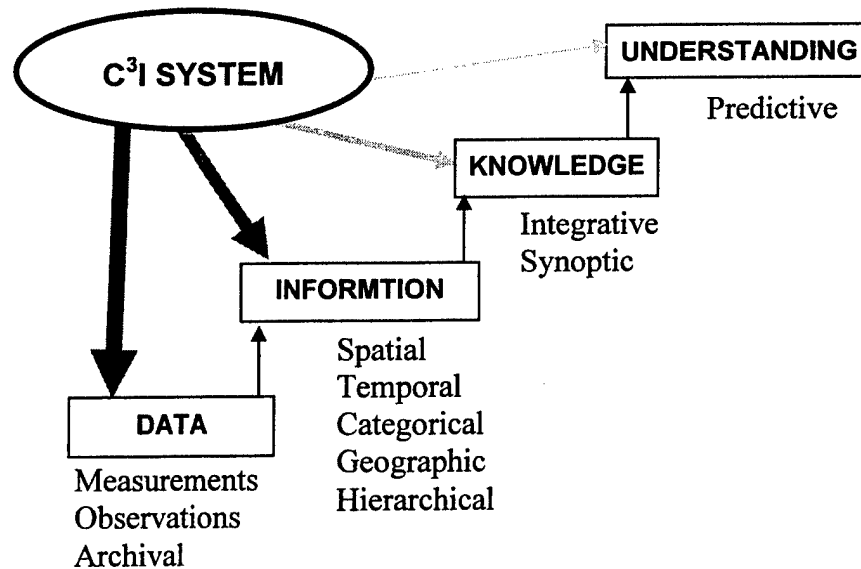 C³I SYSTEM
UNDERSTANDING
Predictive
KNOWLEDGE
Integrative
Synoptic
INFORMTION
Spatial
Temporal
Categorical
Geographic
Hierarchical
DATA
Measurements
Observations
Archival